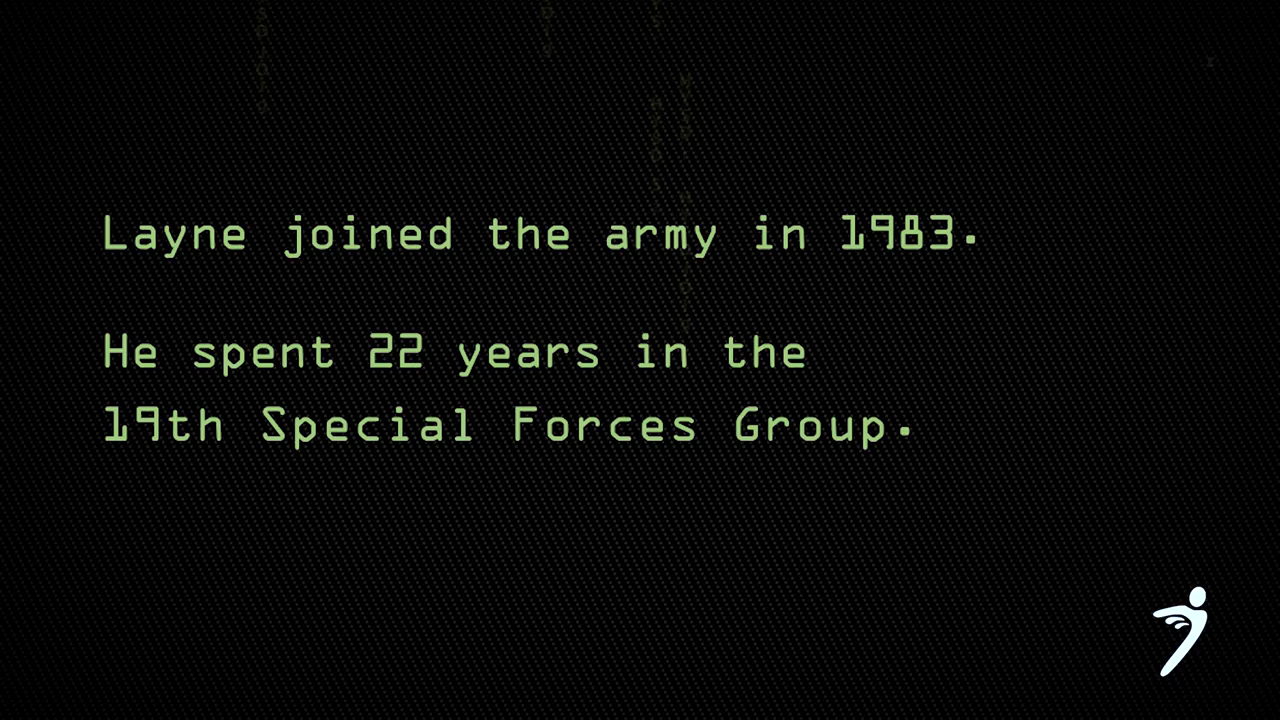 Layne joined the army in 1983.
He spent 22 years in the
19th Special Forces Group.